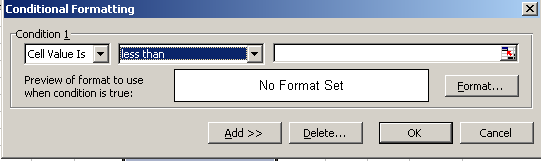 Conditional Formatting
Condition 1
Cell Value Is less than
Preview of format to use
when condition is true:
No Format Set
Format...
Add >> Delete... OK Cancel